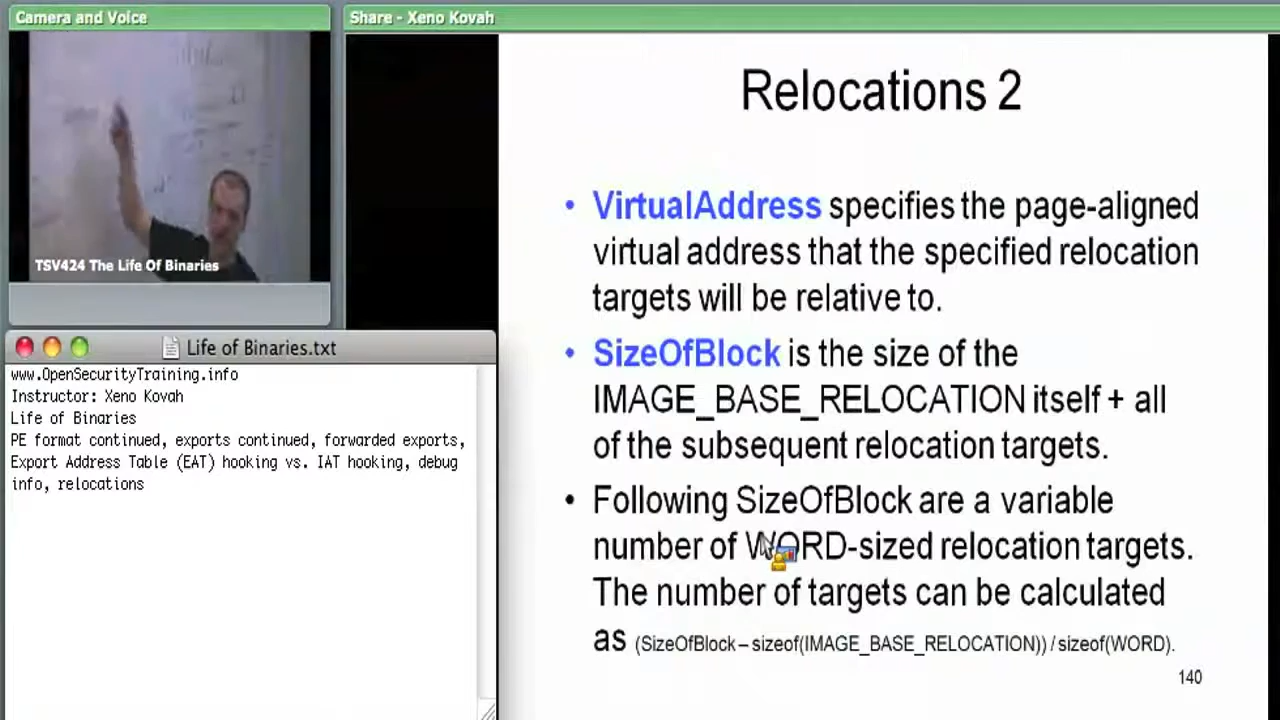 Camera and Voice
Share - Xeno Kovah
TSV424 The Life Of Binaries
Life of Binaries.txt
www.OpenSecurityTraining.info
Instructor: Xeno Kovah
Life of Binaries
PE format continued, exports continued, forwarded exports,
Export Address Table (EAT) hooking vs. IAT hooking, debug
info, relocations
Relocations 2
• VirtualAddress specifies the page-aligned
virtual address that the specified relocation
targets will be relative to.
• SizeOfBlock is the size of the
IMAGE_BASE_RELOCATION itself + all
of the subsequent relocation targets.
• Following SizeOfBlock are a variable
number of WORD-sized relocation targets.
The number of targets can be calculated
as (SizeOfBlock – sizeof(IMAGE_BASE_RELOCATION)) / sizeof(WORD).
140